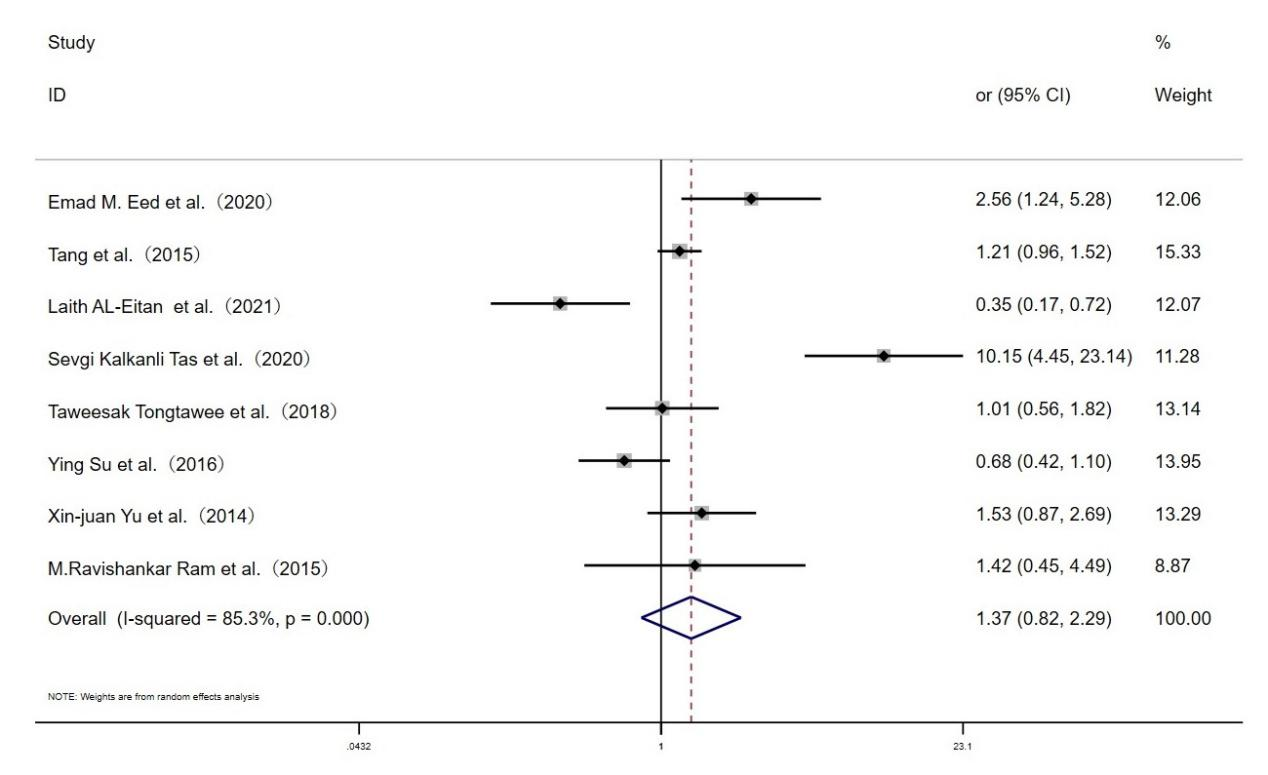 Study %
ID or (95% CI) Weight
Emad M. Eed et al.（2020） 2.56 (1.24, 5.28) 12.06
Tang et al.（2015） 1.21 (0.96, 1.52) 15.33
Laith AL-Eitan et al.（2021） 0.35 (0.17, 0.72) 12.07
Sevgi Kalkanli Tas et al.（2020） 10.15 (4.45, 23.14) 11.28
Taweesak Tongtawee et al.（2018） 1.01 (0.56, 1.82) 13.14
Ying Su et al.（2016） 0.68 (0.42, 1.10) 13.95
Xin-juan Yu et al.（2014） 1.53 (0.87, 2.69) 13.29
M.Ravishankar Ram et al.（2015） 1.42 (0.45, 4.49) 8.87
Overall (I-squared = 85.3%, p = 0.000) 1.37 (0.82, 2.29) 100.00
NOTE: Weights are from random effects analysis
.0432 1 23.1